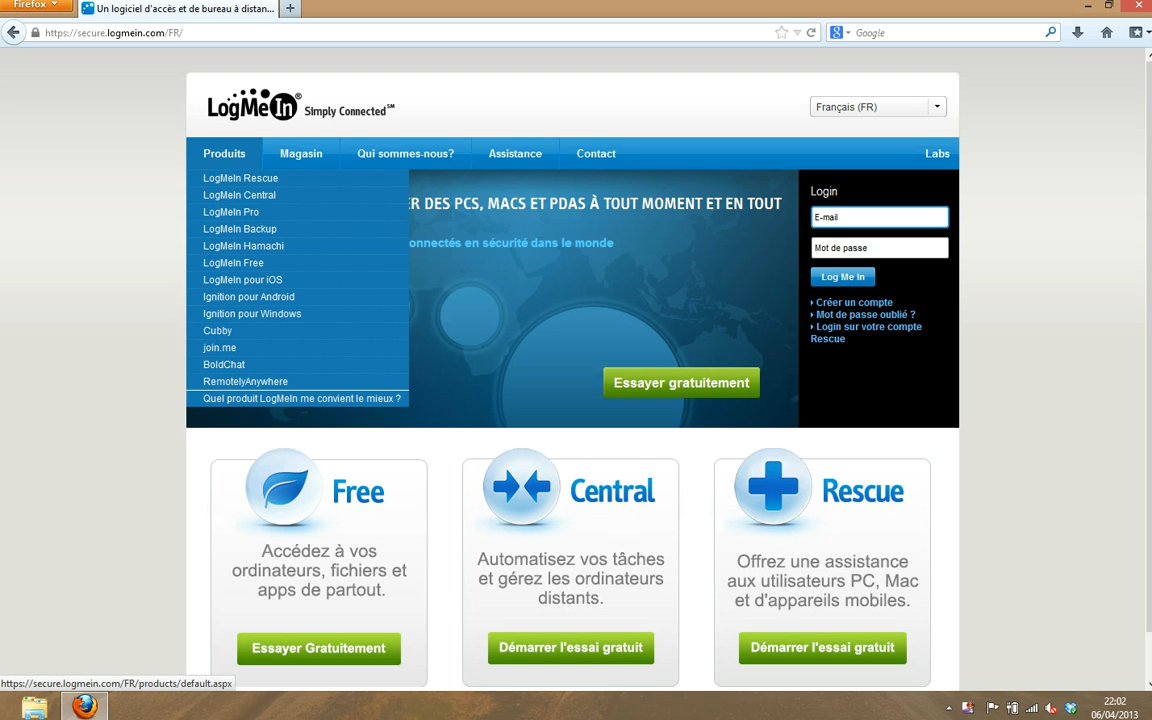 Firefox
Un logiciel d'accès et de bureau à distan...
https://secure.logmein.com/FR/
Google
LogMeIn® Simply Connected℠
Français (FR)
Produits
Magasin
Qui sommes-nous?
Assistance
Contact
Labs
LogMeIn Rescue
LogMeIn Central
LogMeIn Pro
LogMeIn Backup
LogMeIn Hamachi
LogMeIn Free
LogMeIn pour iOS
Ignition pour Android
Ignition pour Windows
Cubby
join.me
BoldChat
RemotelyAnywhere
Quel produit LogMeIn me convient le mieux ?
ER DES PCS, MACS ET PDAS À TOUT MOMENT ET EN TOUT
onnectés en sécurité dans le monde
Essayer gratuitement
Login
E-mail
Mot de passe
Log Me In
Créer un compte
Mot de passe oublié ?
Login sur votre compte
Rescue
Free
Accédez à vos
ordinateurs, fichiers et
apps de partout.
Essayer Gratuitement
Central
Automatisez vos tâches
et gérez les ordinateurs
distants.
Démarrer l'essai gratuit
Rescue
Offrez une assistance
aux utilisateurs PC, Mac
et d'appareils mobiles.
Démarrer l'essai gratuit
https://secure.logmein.com/FR/products/default.aspx
22:02
06/04/2013